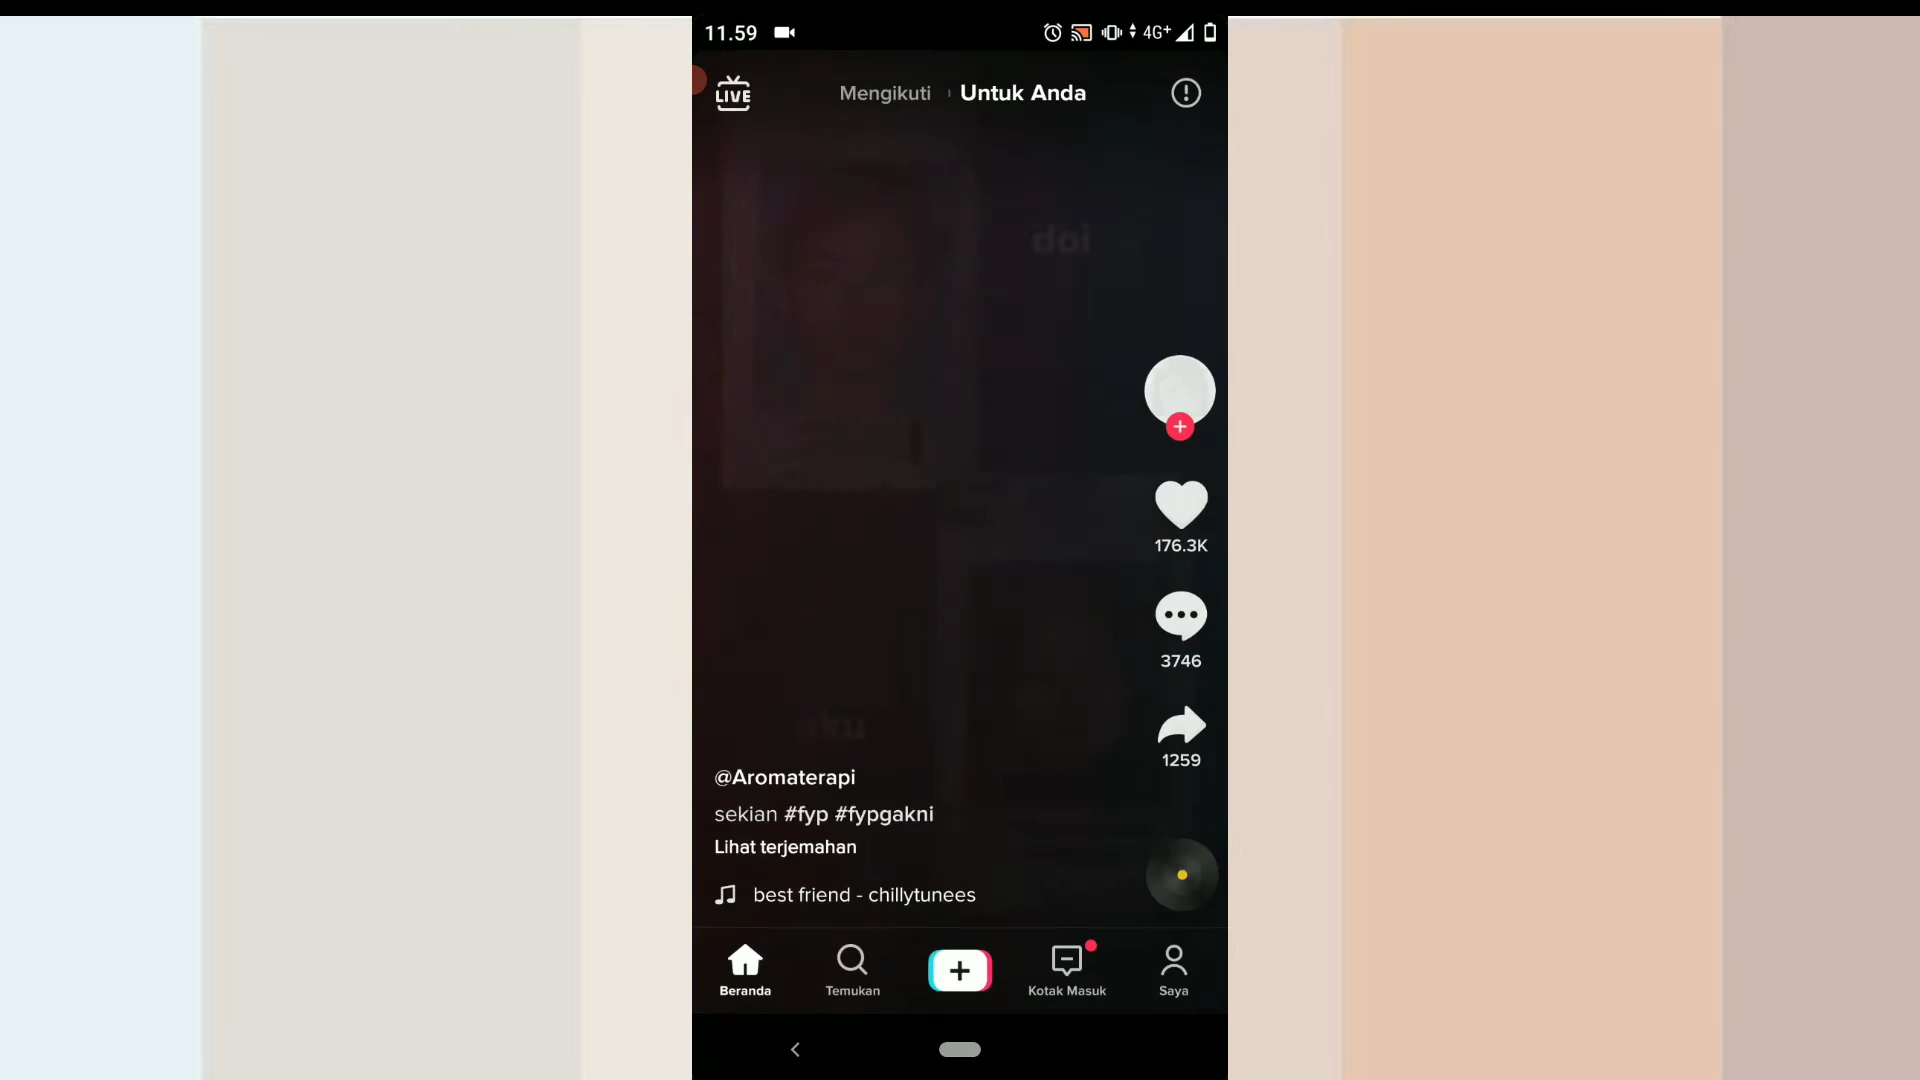 11.59
4G+
LIVE
Mengikuti
Untuk Anda
doi
176.3K
3746
1259
@Aromaterapi
sekian #fyp #fypgakni
Lihat terjemahan
best friend - chillytunees
Beranda
Temukan
Kotak Masuk
Saya